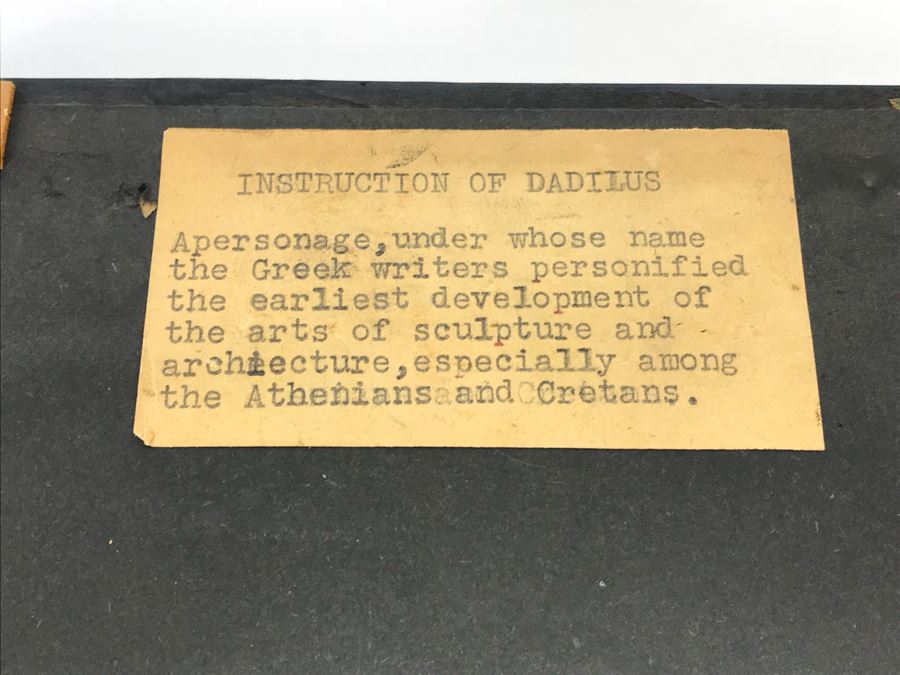 INSTRUCTION OF DADILUS
Apersonage,under whose name
the Greek writers personified
the earliest development of
the arts of sculpture and
architecture,especially among
the Athenians and Cretans.